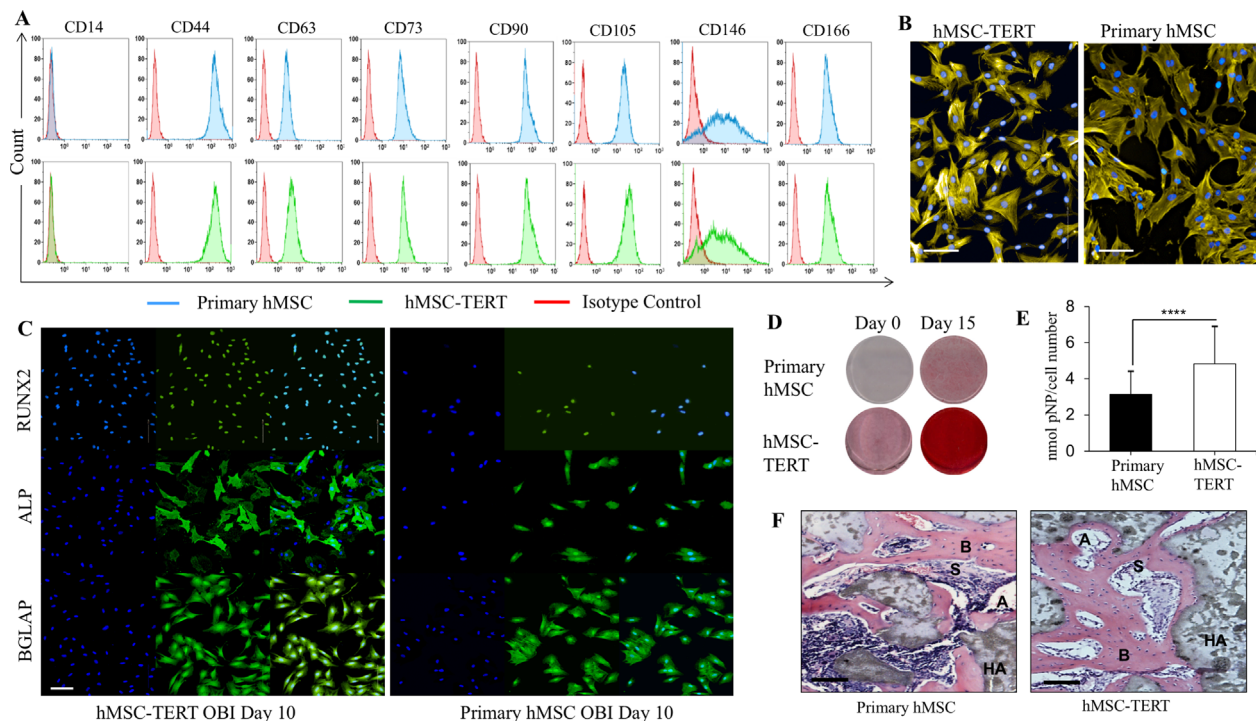 A
CD14 CD44 CD63 CD73 CD90 CD105 CD146 CD166
Count
Primary hMSC hMSC-TERT Isotype Control
B
hMSC-TERT Primary hMSC
C
RUNX2
ALP
BGLAP
hMSC-TERT OBI Day 10 Primary hMSC OBI Day 10
D
Day 0 Day 15
Primary
hMSC
hMSC-
TERT
E
nmol pNP/cell number
8
6
4
2
0
****
Primary
hMSC
hMSC-
TERT
F
B
S
A
HA
Primary hMSC
A
S
HA
B
hMSC-TERT